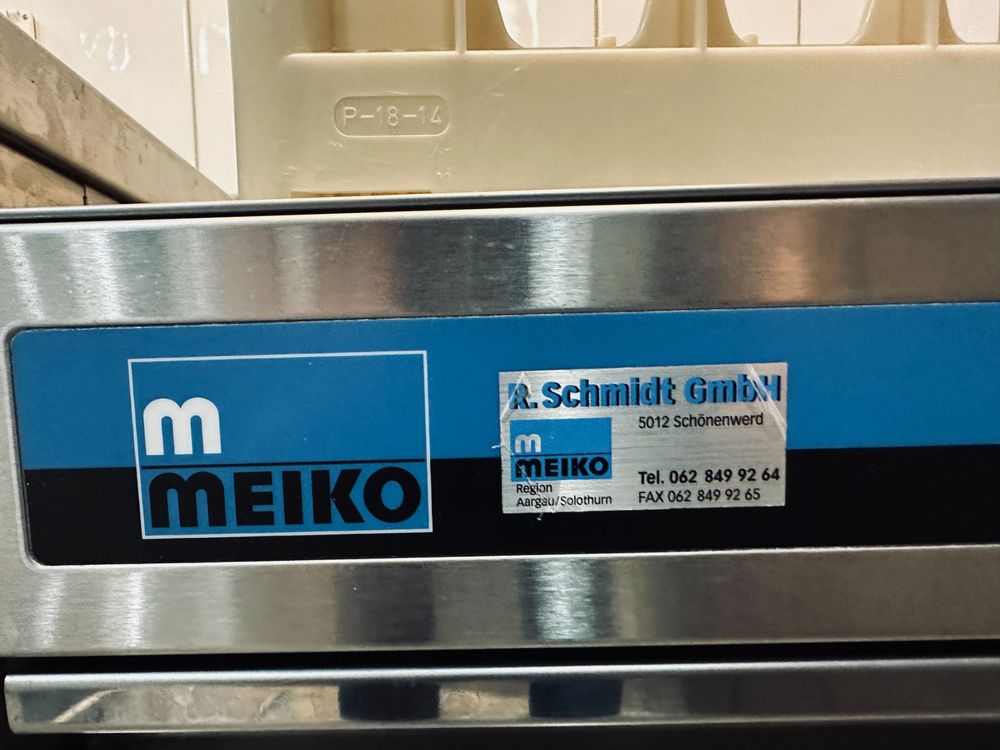 P-18-14
m
MEIKO
R. Schmidt GmbH
5012 Schönenwerd
m
MEIKO
Region
Aargau/Solothurn
Tel. 062 849 92 64
FAX 062 849 92 65